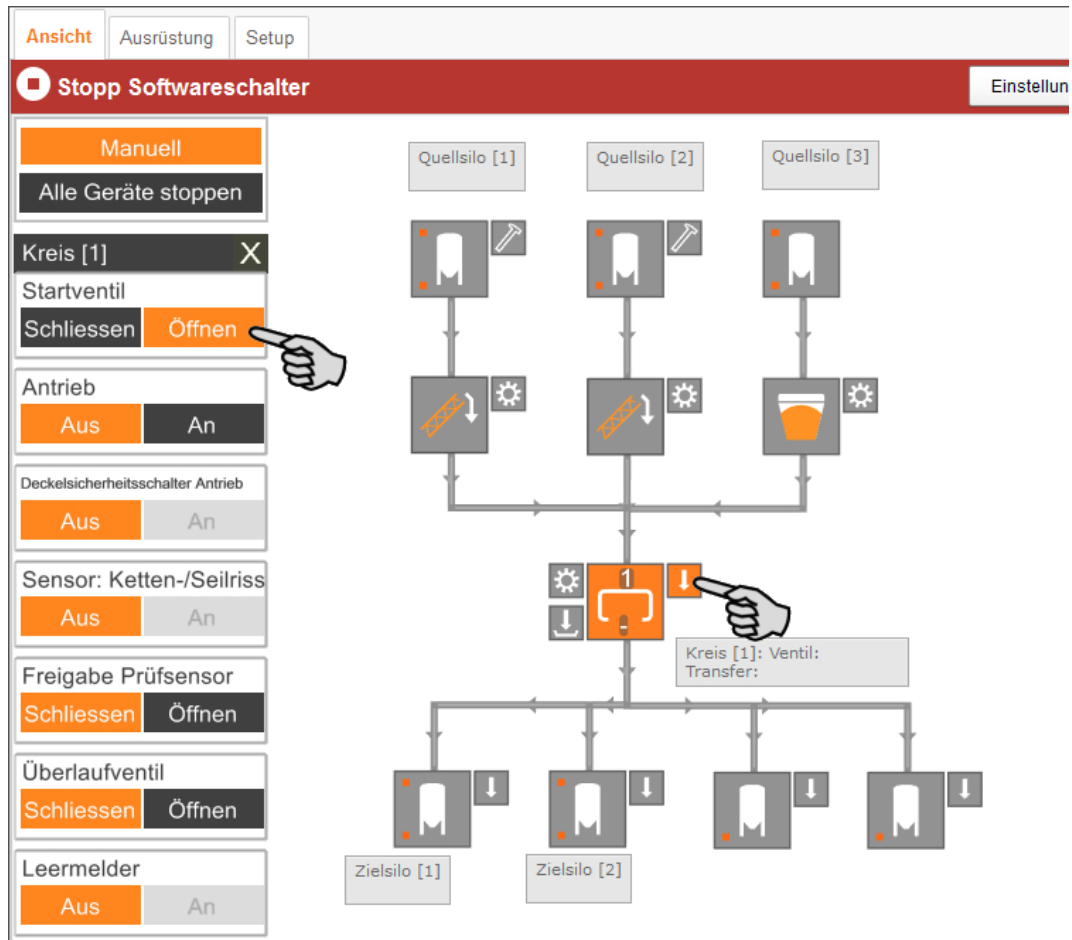 Ansicht
Ausrüstung
Setup
Stopp Softwareschalter
Einstellun
Manuell
Alle Geräte stoppen
Kreis [1]
X
Startventil
Schliessen
Öffnen
Antrieb
Aus
An
Deckelsicherheitsschalter Antrieb
Aus
An
Sensor: Ketten-/Seilriss
Aus
An
Freigabe Prüfsensor
Schliessen
Öffnen
Überlaufventil
Schliessen
Öffnen
Leermelder
Aus
An
Quellsilo [1]
Quellsilo [2]
Quellsilo [3]
1
-
Kreis [1]: Ventil:
Transfer:
Zielsilo [1]
Zielsilo [2]